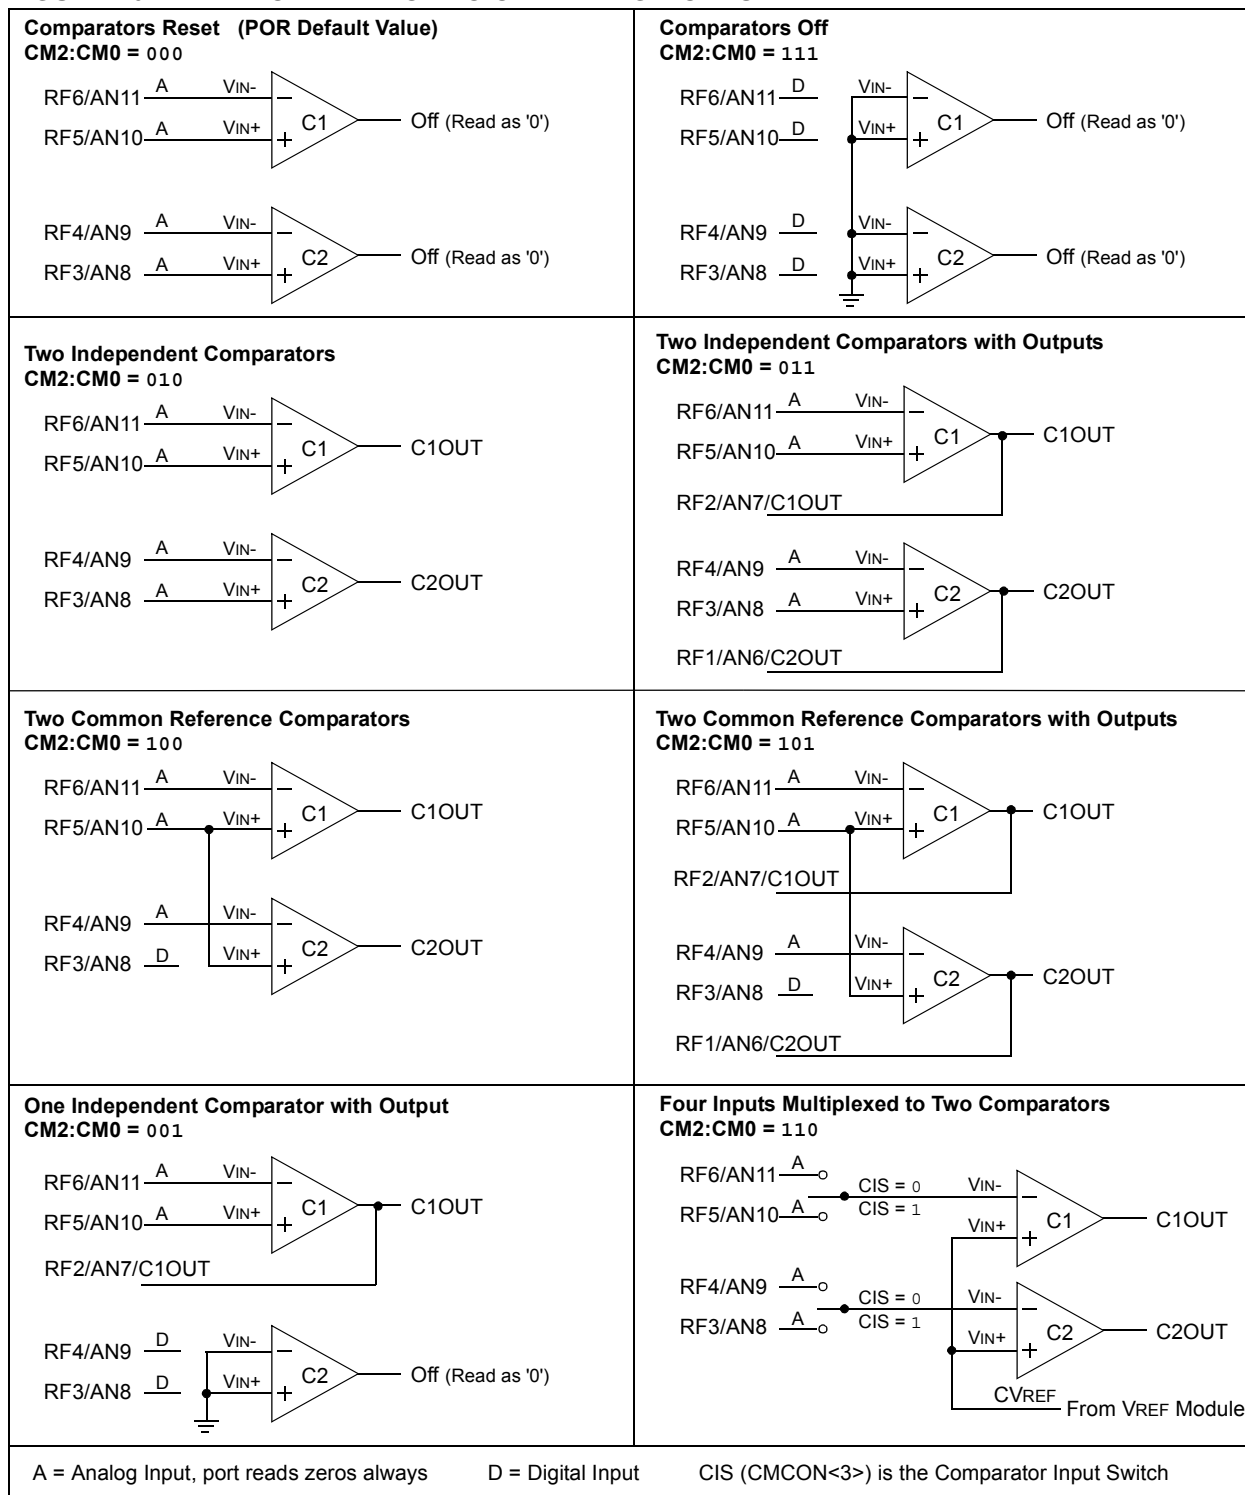 Comparators Reset (POR Default Value)
CM2:CM0 = 000
RF6/AN11 A VIN-
RF5/AN10 A VIN+
C1
Off (Read as '0')
RF4/AN9 A VIN-
RF3/AN8 A VIN+
C2
Off (Read as '0')
Comparators Off
CM2:CM0 = 111
RF6/AN11 D VIN-
RF5/AN10 D VIN+
C1
Off (Read as '0')
RF4/AN9 D VIN-
RF3/AN8 D VIN+
C2
Off (Read as '0')
Two Independent Comparators
CM2:CM0 = 010
RF6/AN11 A VIN-
RF5/AN10 A VIN+
C1
C1OUT
RF4/AN9 A VIN-
RF3/AN8 A VIN+
C2
C2OUT
Two Independent Comparators with Outputs
CM2:CM0 = 011
RF6/AN11 A VIN-
RF5/AN10 A VIN+
C1
C1OUT
RF2/AN7/C1OUT
RF4/AN9 A VIN-
RF3/AN8 A VIN+
C2
C2OUT
RF1/AN6/C2OUT
Two Common Reference Comparators
CM2:CM0 = 100
RF6/AN11 A VIN-
RF5/AN10 A VIN+
C1
C1OUT
RF4/AN9 A VIN-
RF3/AN8 D VIN+
C2
C2OUT
Two Common Reference Comparators with Outputs
CM2:CM0 = 101
RF6/AN11 A VIN-
RF5/AN10 A VIN+
C1
C1OUT
RF2/AN7/C1OUT
RF4/AN9 A VIN-
RF3/AN8 D VIN+
C2
C2OUT
RF1/AN6/C2OUT
One Independent Comparator with Output
CM2:CM0 = 001
RF6/AN11 A VIN-
RF5/AN10 A VIN+
C1
C1OUT
RF2/AN7/C1OUT
RF4/AN9 D VIN-
RF3/AN8 D VIN+
C2
Off (Read as '0')
Four Inputs Multiplexed to Two Comparators
CM2:CM0 = 110
RF6/AN11 A
CIS = 0 VIN-
RF5/AN10 A CIS = 1
VIN+
C1
C1OUT
RF4/AN9 A
CIS = 0 VIN-
RF3/AN8 A CIS = 1
VIN+
C2
C2OUT
CVREF
From VREF Module
A = Analog Input, port reads zeros always D = Digital Input CIS (CMCON<3>) is the Comparator Input Switch